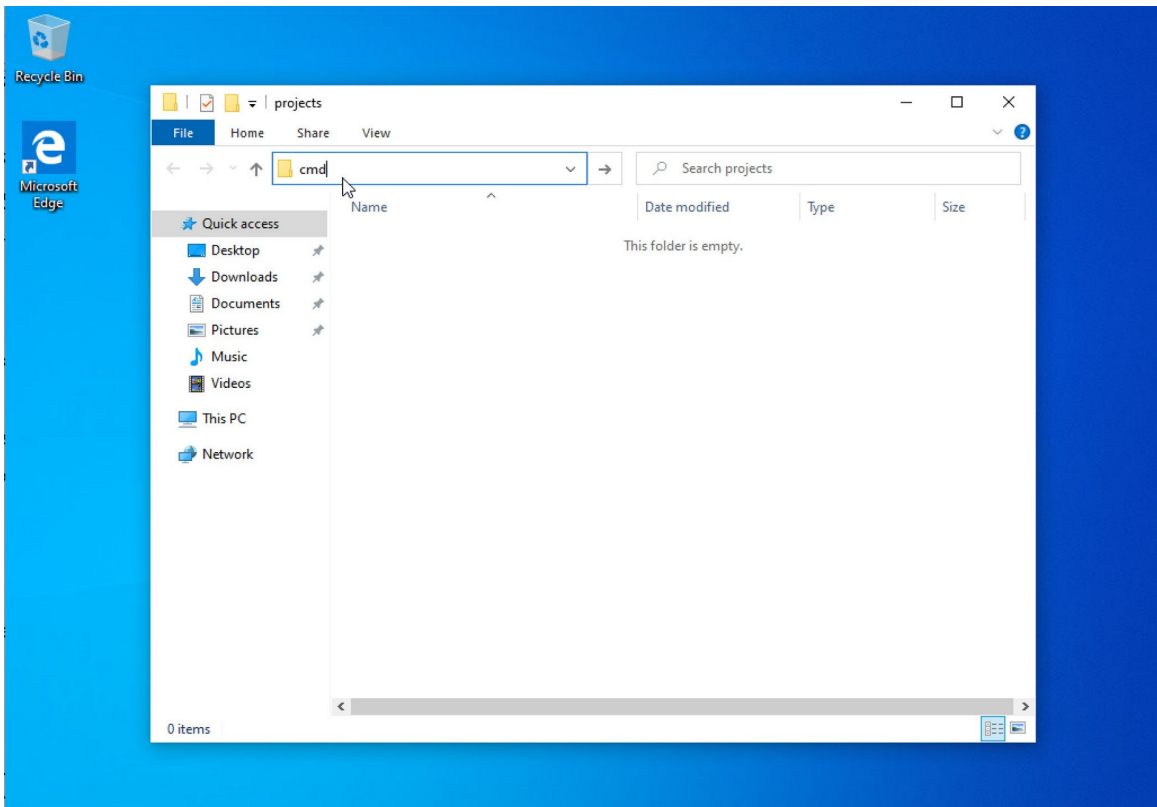 Recycle Bin
Microsoft
Edge
projects
File Home Share View
cmd
Search projects
Name Date modified Type Size
This folder is empty.
Quick access
Desktop
Downloads
Documents
Pictures
Music
Videos
This PC
Network
0 items